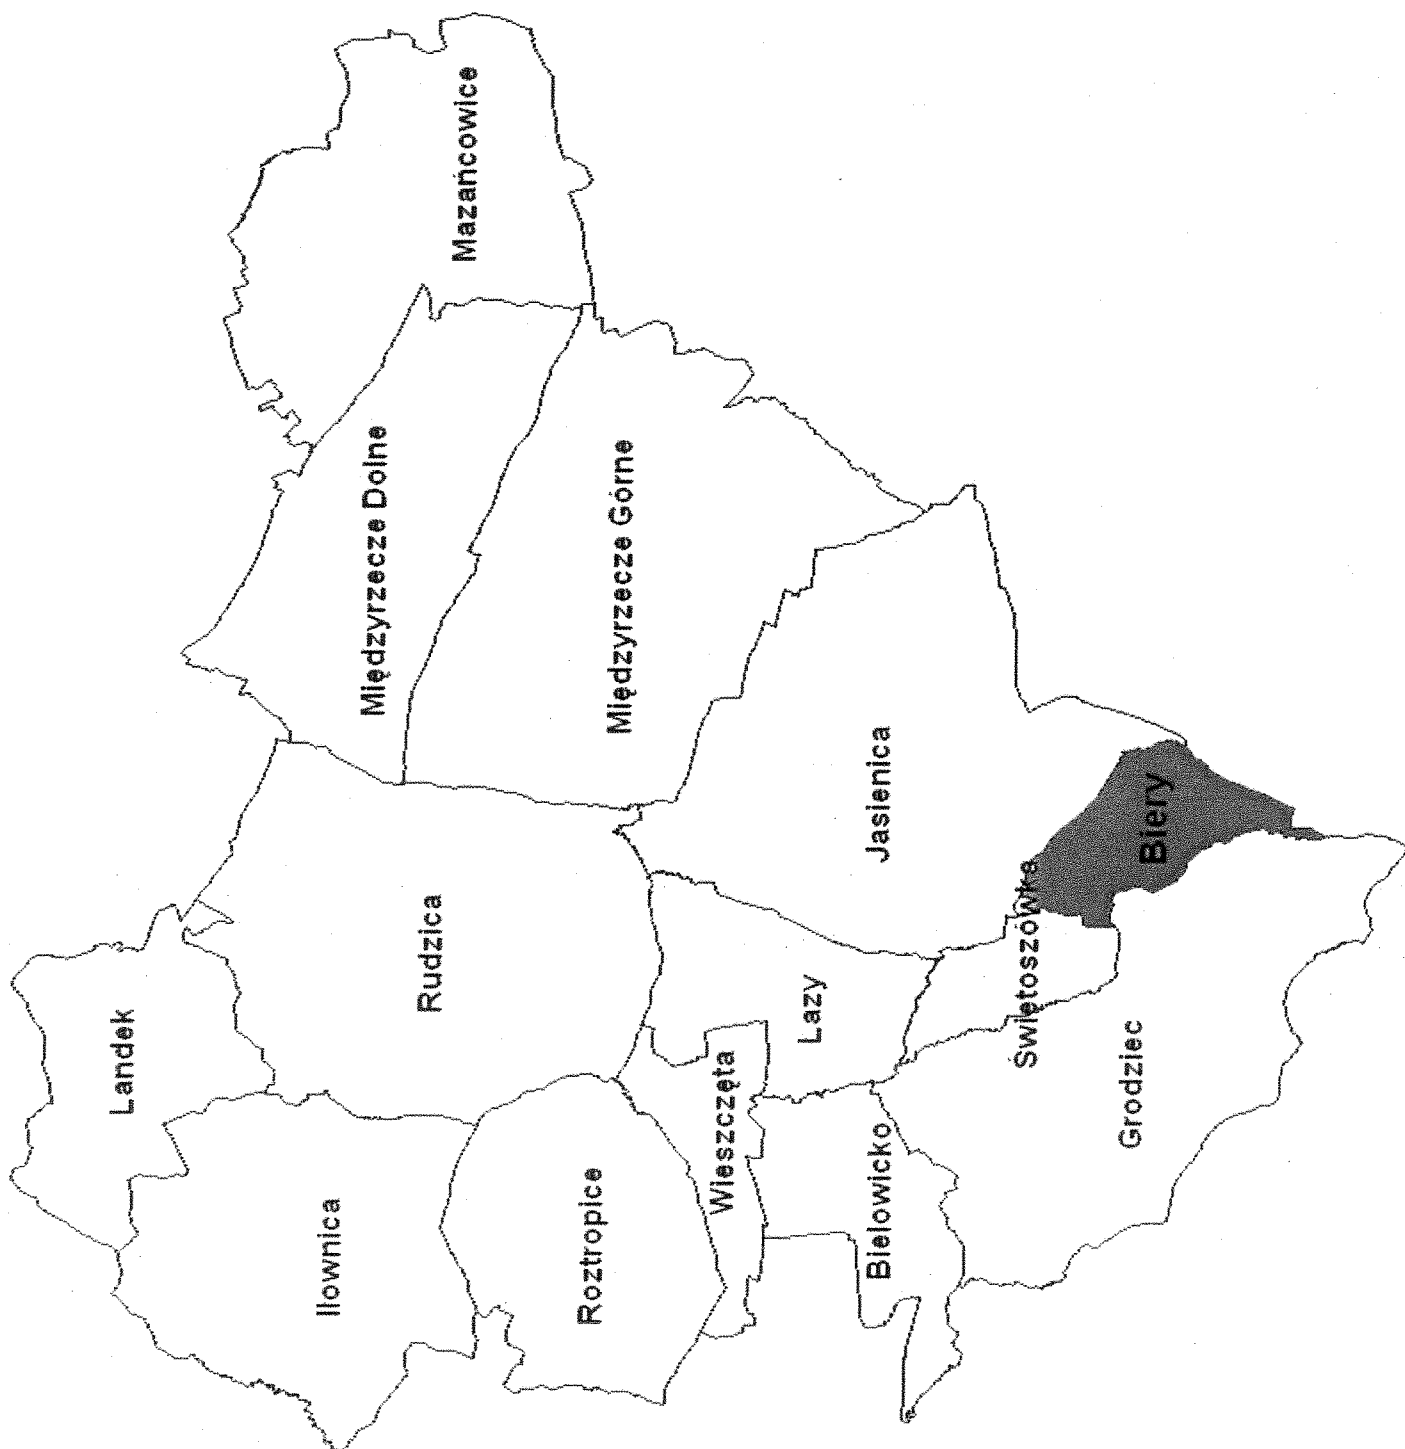 Landek
Iłownica
Rudzica
Roztropice
Międzyrzecze Dolne
Mazańcowice
Międzyrzecze Górne
Wieszczęta
Łazy
Bielowicko
Jasienica
Świętoszówka
Grodziec
Biery